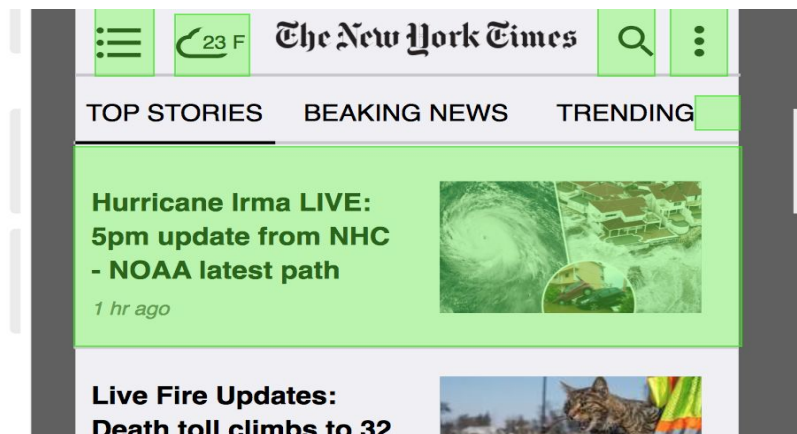 23 F The New York Times
TOP STORIES BEAKING NEWS TRENDING
Hurricane Irma LIVE:
5pm update from NHC
- NOAA latest path
1 hr ago
Live Fire Updates:
Death toll climbs to 32